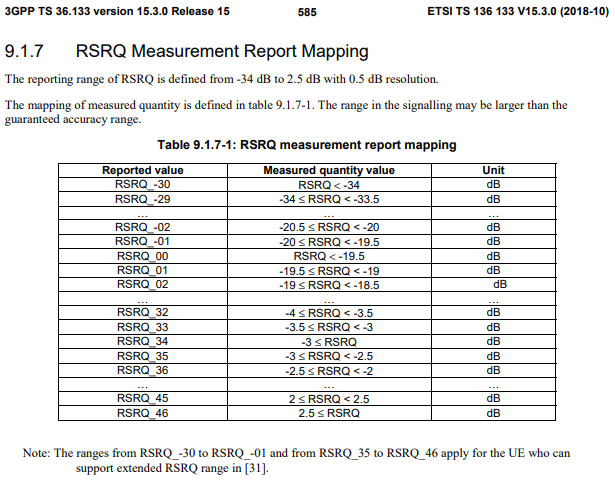 3GPP TS 36.133 version 15.3.0 Release 15 585 ETSI TS 136 133 V15.3.0 (2018-10)
9.1.7 RSRQ Measurement Report Mapping
The reporting range of RSRQ is defined from -34 dB to 2.5 dB with 0.5 dB resolution.
The mapping of measured quantity is defined in table 9.1.7-1. The range in the signalling may be larger than the
guaranteed accuracy range.
Table 9.1.7-1: RSRQ measurement report mapping
Reported value Measured quantity value Unit
RSRQ_-30 RSRQ < -34 dB
RSRQ_-29 -34 ≤ RSRQ < -33.5 dB
... ... ...
RSRQ_-02 -20.5 ≤ RSRQ < -20 dB
RSRQ_-01 -20 ≤ RSRQ < -19.5 dB
RSRQ_00 RSRQ < -19.5 dB
RSRQ_01 -19.5 ≤ RSRQ < -19 dB
RSRQ_02 -19 ≤ RSRQ < -18.5 dB
... ... ...
RSRQ_32 -4 ≤ RSRQ < -3.5 dB
RSRQ_33 -3.5 ≤ RSRQ < -3 dB
RSRQ_34 -3 ≤ RSRQ dB
RSRQ_35 -3 ≤ RSRQ < -2.5 dB
RSRQ_36 -2.5 ≤ RSRQ < -2 dB
... ... ...
RSRQ_45 2 ≤ RSRQ < 2.5 dB
RSRQ_46 2.5 ≤ RSRQ dB
Note: The ranges from RSRQ_-30 to RSRQ_-01 and from RSRQ_35 to RSRQ_46 apply for the UE who can
support extended RSRQ range in [31].